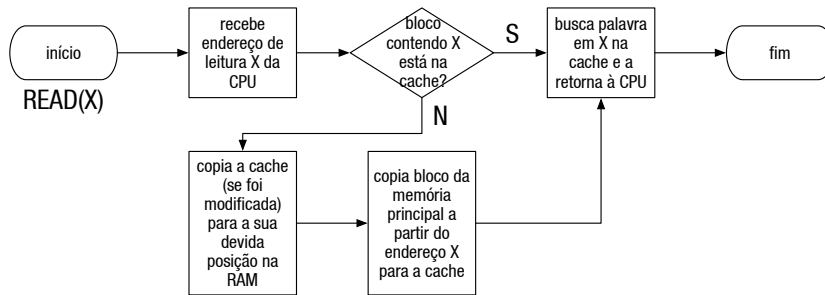 início
READ(X)
recebe
endereço de
leitura X da
CPU
bloco
contendo X
está na
cache?
S
N
busca palavra
em X na
cache e a
retorna à CPU
fim
copia a cache
(se foi
modificada)
para a sua
devida
posição na
RAM
copia bloco da
memória
principal a
partir do
endereço X
para a cache